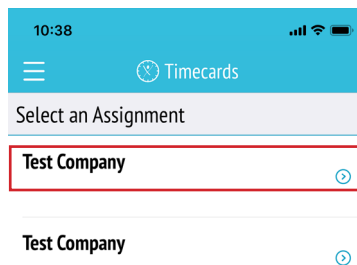 10:38
Timecards
Select an Assignment
Test Company
Test Company